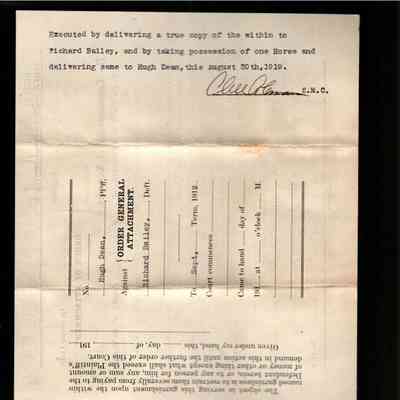 Executed by delivering a true copy of the within to
Richard Bailey, and by taking possession of one Horse and
delivering same to Hugh Dean, this august 30th, 1919.
S.M.C.
No.
Hugh Dean, Pl'ff.
Against
ORDER GENERAL
ATTACHMENT.
Richard Bailey, Deft.
To Sept. Term, 1912.
Court commences
Came to hand day of
191 at o'clock M.
The object in serving this garnishment upon the within
named garnishees is to restrain them severally from paying to the
Defendant herein, or to any person for him, any sum or amount
of money or other thing except what shall exceed the Plaintiff's
demand in this action until the further order of this Court.
Given under my hand, this day of 191